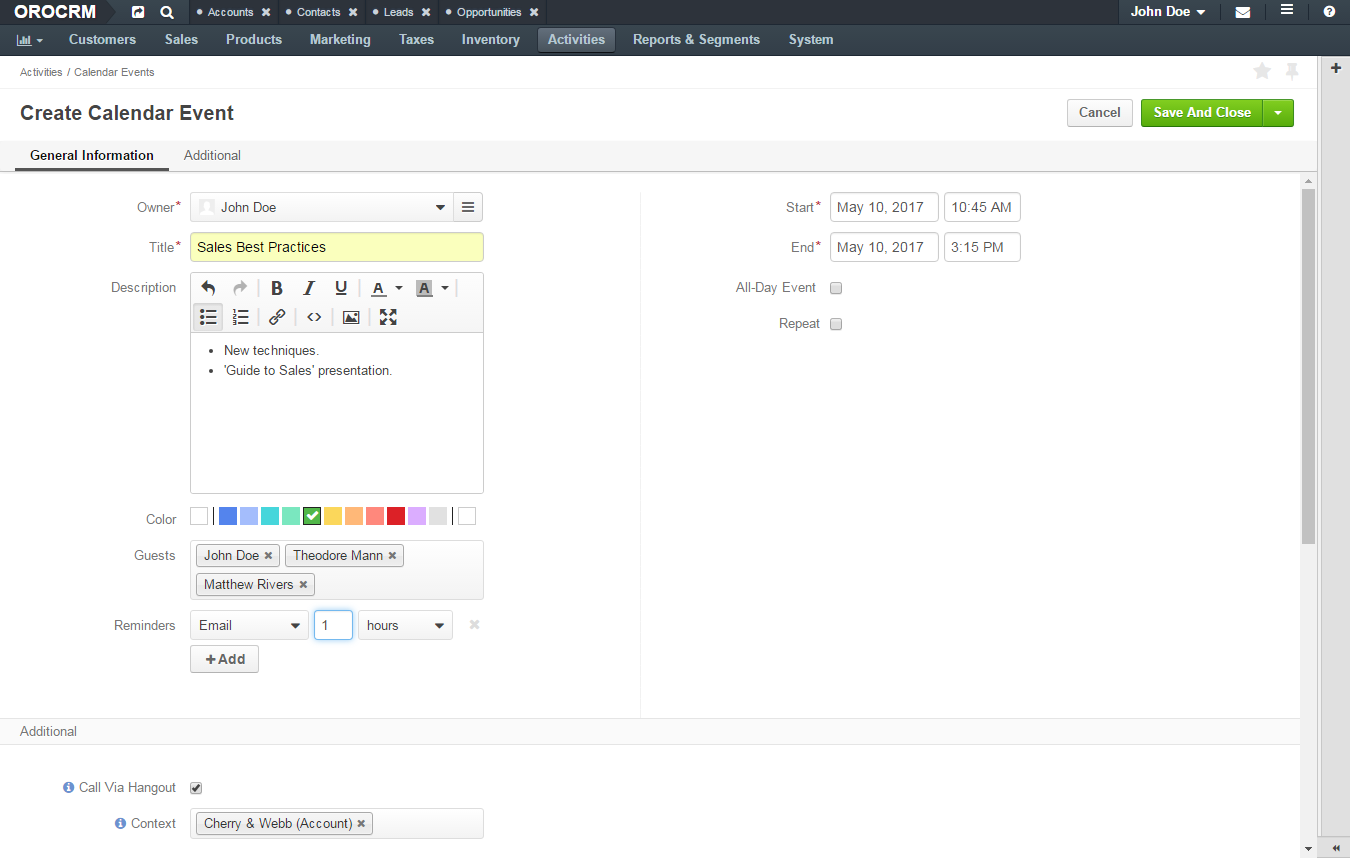 OROCRM Accounts Contacts Leads Opportunities John Doe
Customers Sales Products Marketing Taxes Inventory Activities Reports & Segments System
Activities / Calendar Events
Create Calendar Event Cancel Save And Close
General Information Additional
Owner* John Doe
Title* Sales Best Practices
Description
B I U A A
• New techniques.
• 'Guide to Sales' presentation.
Color
Guests John Doe Theodore Mann
Matthew Rivers
Reminders Email 1 hours
+ Add
Start* May 10, 2017 10:45 AM
End* May 10, 2017 3:15 PM
All-Day Event
Repeat
Additional
Call Via Hangout
Context Cherry & Webb (Account)